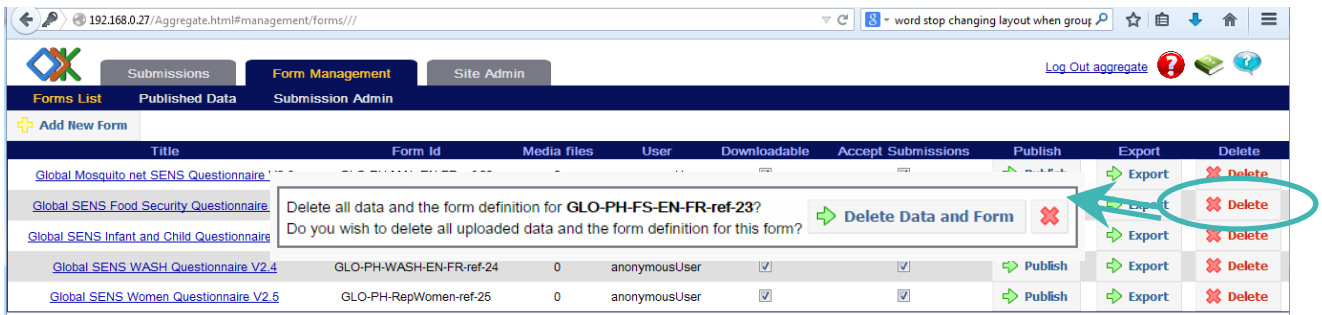 192.168.0.27/Aggregate.html#management/forms///
word stop changing layout when group
Submissions Form Management Site Admin
Log Out aggregate
Forms List Published Data Submission Admin
Add New Form
Title Form Id Media files User Downloadable Accept Submissions Publish Export Delete
Global Mosquito net SENS Questionnaire Publish Export Delete
Global SENS Food Security Questionnaire Export Delete
Delete all data and the form definition for GLO-PH-FS-EN-FR-ref-23?
Do you wish to delete all uploaded data and the form definition for this form?
Delete Data and Form
Global SENS Infant and Child Questionnaire Export Delete
Global SENS WASH Questionnaire V2.4 GLO-PH-WASH-EN-FR-ref-24 0 anonymousUser Publish Export Delete
Global SENS Women Questionnaire V2.5 GLO-PH-RepWomen-ref-25 0 anonymousUser Publish Export Delete